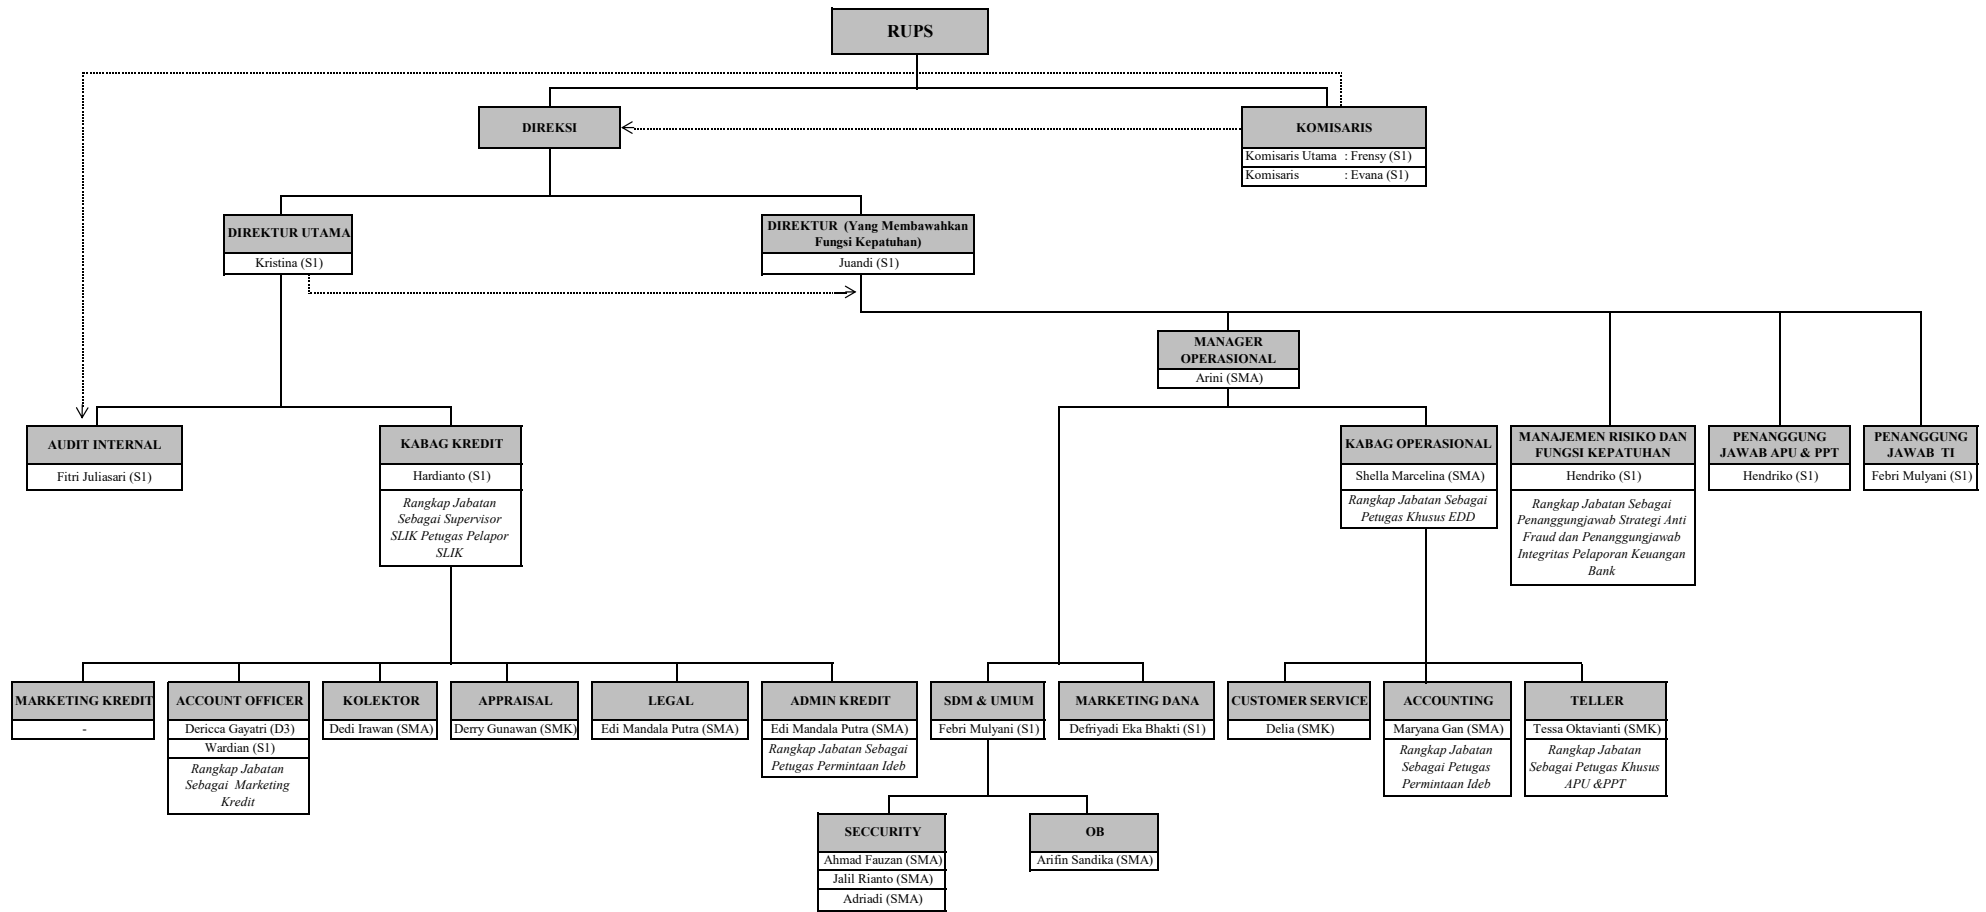 RUPS
DIREKSI
KOMISARIS
Komisaris Utama : Frensy (S1)
Komisaris : Evana (S1)
DIREKTUR UTAMA
Kristina (S1)
DIREKTUR (Yang Membawahkan
Fungsi Kepatuhan)
Juandi (S1)
MANAGER
OPERASIONAL
Arini (SMA)
AUDIT INTERNAL
Fitri Juliasari (S1)
KABAG KREDIT
Hardianto (S1)
Rangkap Jabatan
Sebagai Supervisor
SLIK Petugas Pelapor
SLIK
KABAG OPERASIONAL
Shella Marcelina (SMA)
Rangkap Jabatan Sebagai
Petugas Khusus EDD
MANAJEMEN RISIKO DAN
FUNGSI KEPATUHAN
Hendriko (S1)
Rangkap Jabatan Sebagai
Penanggungjawab Strategi Anti
Fraud dan Penanggungjawab
Integritas Pelaporan Keuangan
Bank
PENANGGUNG
JAWAB APU & PPT
Hendriko (S1)
PENANGGUNG
JAWAB TI
Febri Mulyani (S1)
MARKETING KREDIT
-
ACCOUNT OFFICER
Dericca Gayatri (D3)
Wardian (S1)
Rangkap Jabatan
Sebagai Marketing
Kredit
KOLEKTOR
Dedi Irawan (SMA)
APPRAISAL
Derry Gunawan (SMK)
LEGAL
Edi Mandala Putra (SMA)
ADMIN KREDIT
Edi Mandala Putra (SMA)
Rangkap Jabatan Sebagai
Petugas Permintaan Ideb
SDM & UMUM
Febri Mulyani (S1)
MARKETING DANA
Defriyadi Eka Bhakti (S1)
CUSTOMER SERVICE
Delia (SMK)
ACCOUNTING
Maryana Gan (SMA)
Rangkap Jabatan
Sebagai Petugas
Permintaan Ideb
TELLER
Tessa Oktavianti (SMK)
Rangkap Jabatan
Sebagai Petugas Khusus
APU &PPT
SECCURITY
Ahmad Fauzan (SMA)
Jalil Rianto (SMA)
Adriadi (SMA)
OB
Arifin Sandika (SMA)